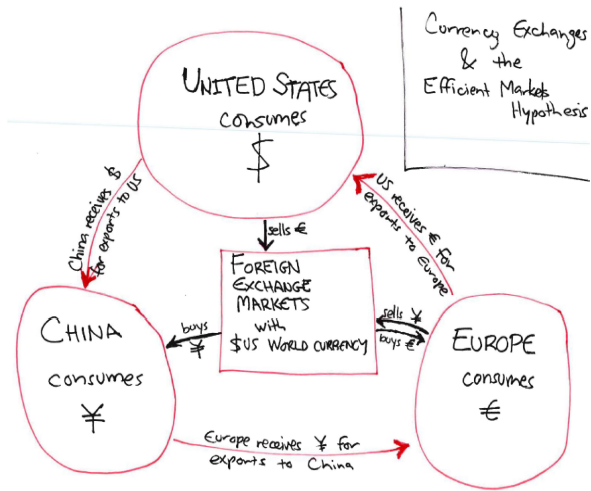 Currency Exchanges
& the
Efficient Markets
Hypothesis
UNITED STATES
consumes
$
China receives $
for exports to US
US receives € for
exports to Europe
sells €
FOREIGN
EXCHANGE
MARKETS
with
$US WORLD CURRENCY
buys
¥
sells ¥
buys €
CHINA
consumes
¥
EUROPE
consumes
€
Europe receives ¥ for
exports to China